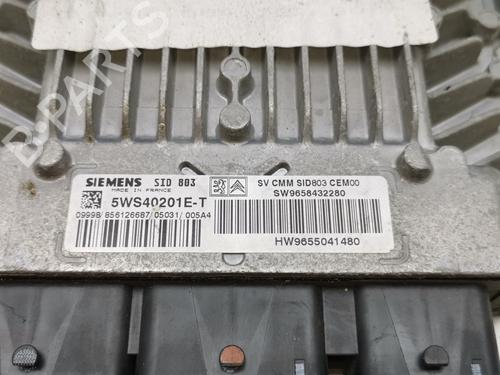 B-PARTS
SIEMENS SID 803
MADE IN FRANCE
5WS40201E-T
09998/856126687/05031/005A4
SV CMM SID803 CEM00
SW9658432280
HW9655041480